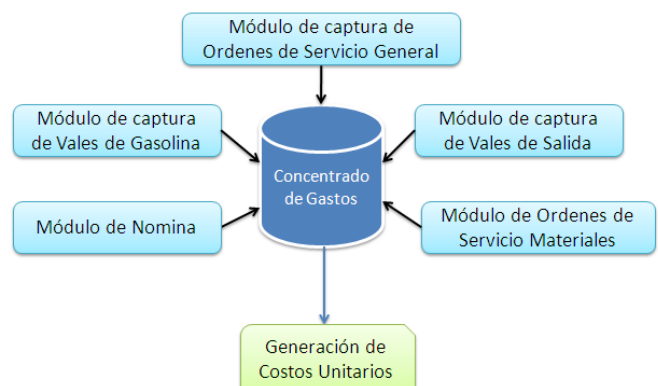 Módulo de captura de
Ordenes de Servicio General
Módulo de captura
de Vales de Gasolina
Módulo de captura
de Vales de Salida
Concentrado
de Gastos
Módulo de Nomina
Módulo de Ordenes de
Servicio Materiales
Generación de
Costos Unitarios